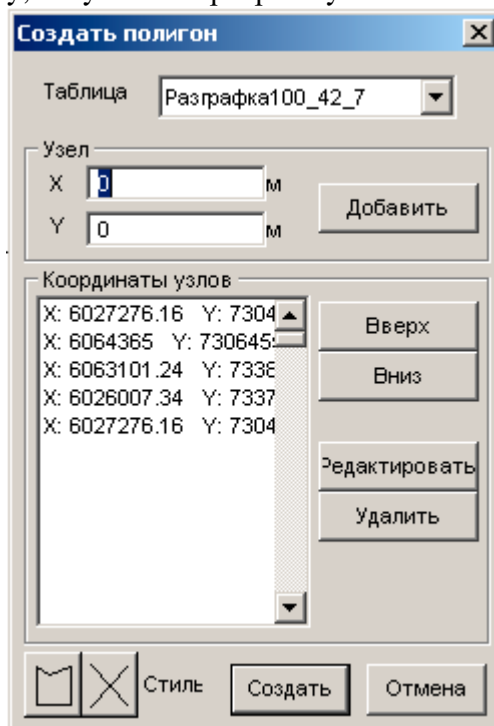 Создать полигон
Таблица Разграфка100_42_7
Узел
X 0 м
Y 0 м
Добавить
Координаты узлов
X: 6027276.16 Y: 7304
X: 6064365 Y: 7306455
X: 6063101.24 Y: 7338
X: 6026007.34 Y: 7337
X: 6027276.16 Y: 7304
Вверх
Вниз
Редактировать
Удалить
Стиль Создать Отмена